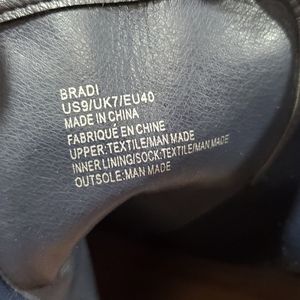 BRADI
US9/UK7/EU40
MADE IN CHINA
FABRIQUÉ EN CHINE
UPPER:TEXTILE/MAN MADE
INNER LINING/SOCK:TEXTILE/MAN MADE
OUTSOLE:MAN MADE